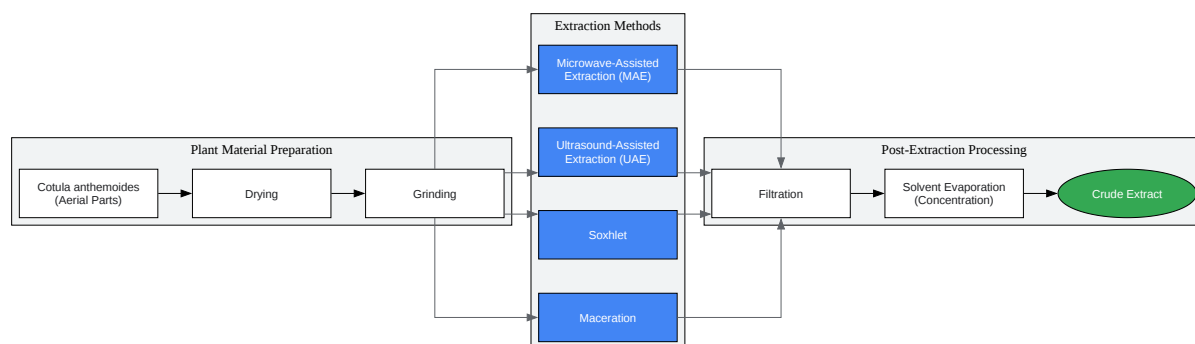 Extraction Methods
Microwave-Assisted
Extraction (MAE)
Ultrasound-Assisted
Extraction (UAE)
Soxhlet
Maceration
Plant Material Preparation
Cotula anthemoides
(Aerial Parts)
Drying
Grinding
Post-Extraction Processing
Filtration
Solvent Evaporation
(Concentration)
Crude Extract